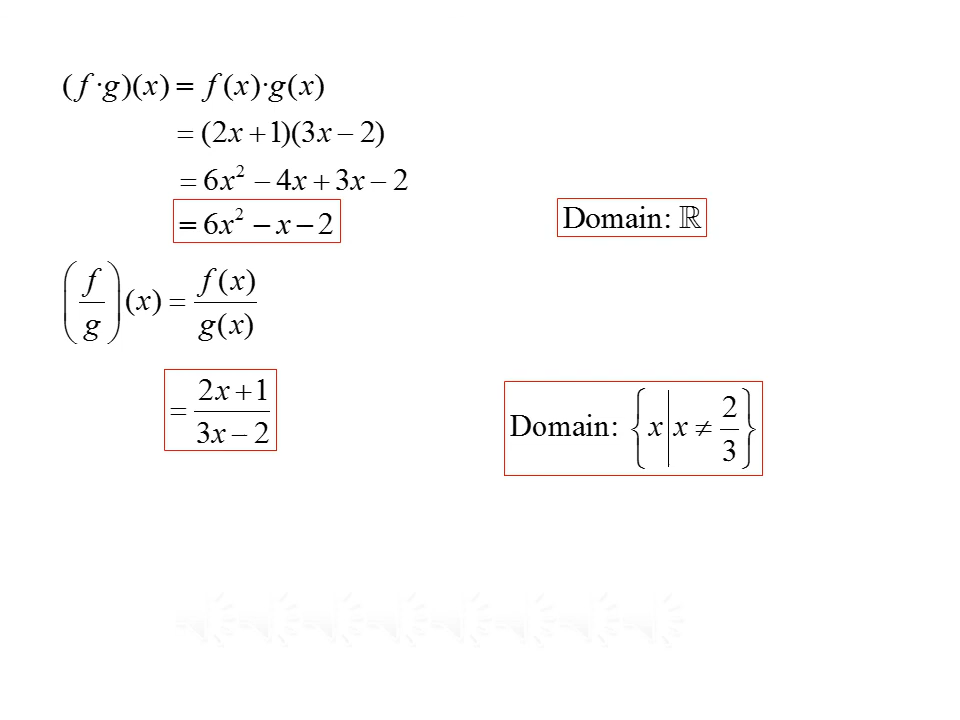 (f·g)(x) = f(x)·g(x)
= (2x + 1)(3x − 2)
= 6x² − 4x + 3x − 2
= 6x² − x − 2
Domain: ℝ
(f/g)(x) = f(x)/g(x)
= (2x + 1)/(3x − 2)
Domain: {x | x ≠ 2/3}